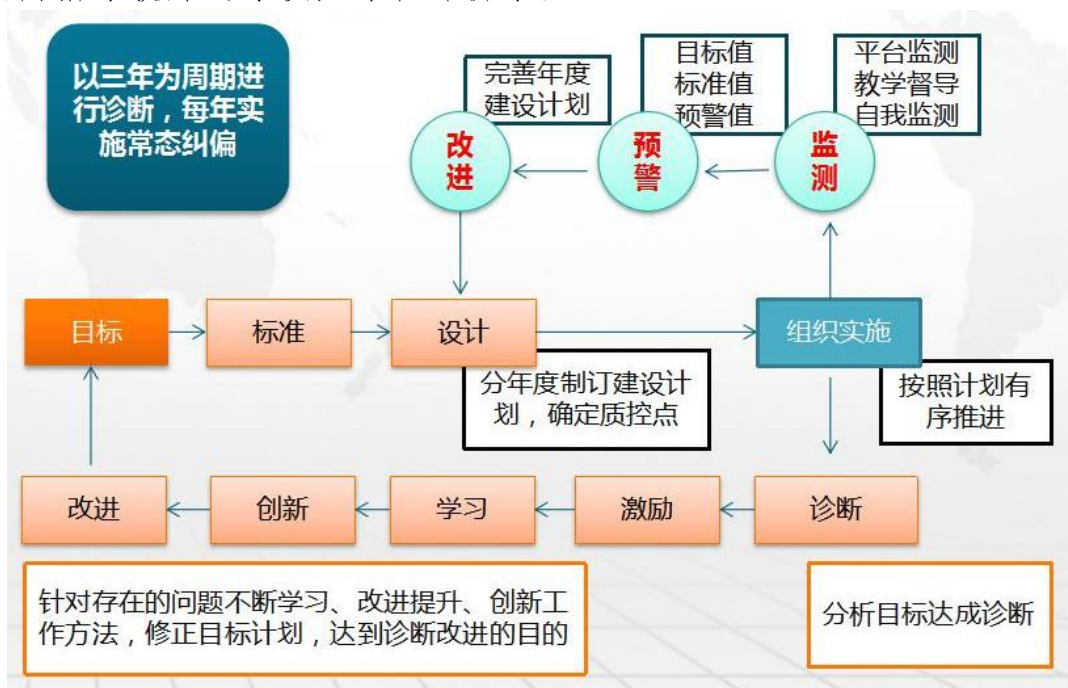 以三年为周期进
行诊断，每年实
施常态纠偏
完善年度
建设计划
目标值
标准值
预警值
平台监测
教学督导
自我监测
改
进
预
警
监
测
目标
标准
设计
组织实施
分年度制订建设计
划，确定质控点
按照计划有
序推进
改进
创新
学习
激励
诊断
针对存在的问题不断学习、改进提升、创新工
作方法，修正目标计划，达到诊断改进的目的
分析目标达成诊断